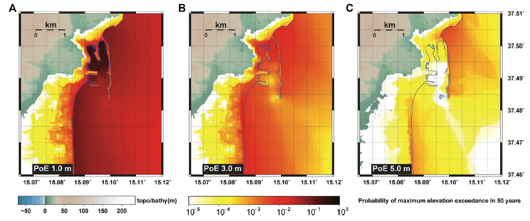 A
B
C
0 km 1
0 km 1
0 km 1
37.51˚
37.50˚
37.49˚
37.48˚
37.47˚
37.46˚
PoE 1.0 m
PoE 3.0 m
PoE 5.0 m
15.07˚ 15.08˚ 15.09˚ 15.10˚ 15.11˚ 15.12˚
15.07˚ 15.08˚ 15.09˚ 15.10˚ 15.11˚ 15.12˚
15.07˚ 15.08˚ 15.09˚ 15.10˚ 15.11˚ 15.12˚
topo/bathy[m]
−50 0 50 100 150 200
10⁻⁵ 10⁻⁴ 10⁻³ 10⁻² 10⁻¹ 10⁰
Probability of maximum elevation exceedance in 50 years